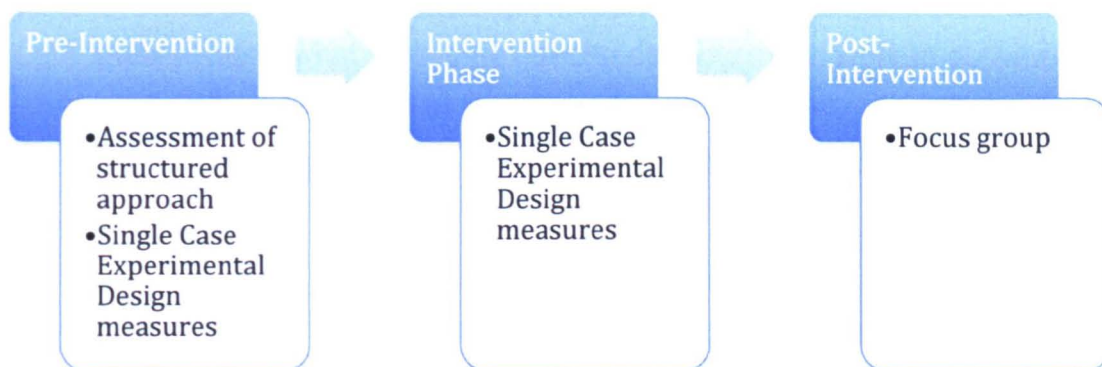 Pre-Intervention
•Assessment of
structured
approach
•Single Case
Experimental
Design
measures
Intervention
Phase
•Single Case
Experimental
Design
measures
Post-
Intervention
•Focus group